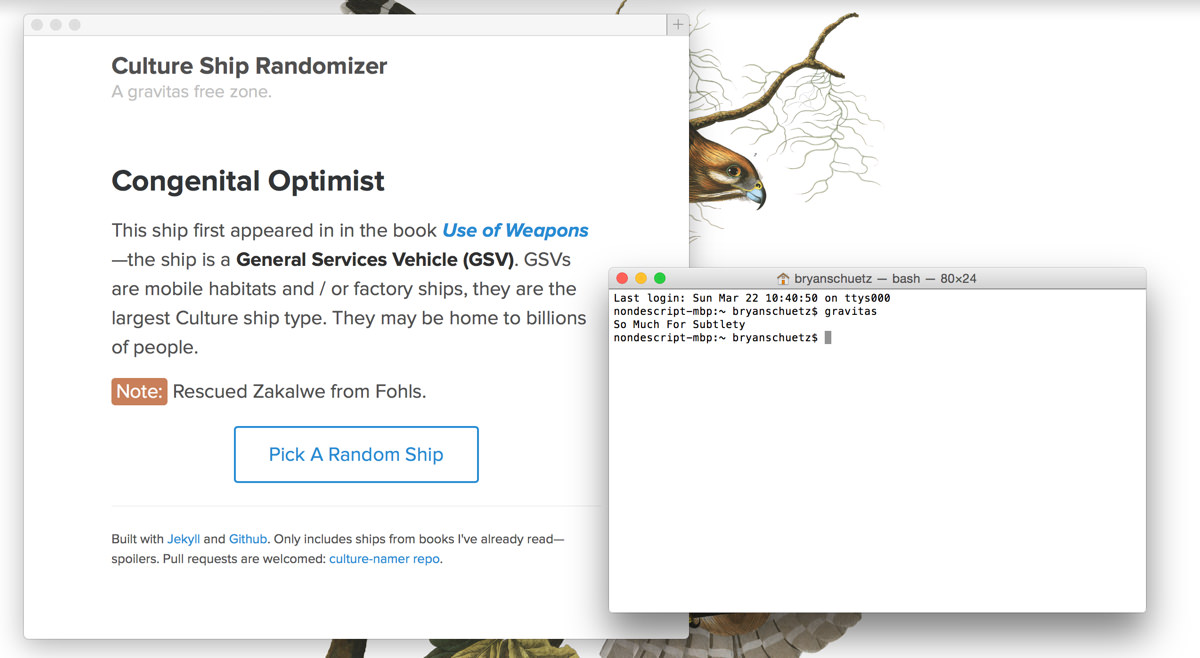 Culture Ship Randomizer
A gravitas free zone.
Congenital Optimist
This ship first appeared in in the book Use of Weapons
—the ship is a General Services Vehicle (GSV). GSVs
are mobile habitats and / or factory ships, they are the
largest Culture ship type. They may be home to billions
of people.
Note: Rescued Zakalwe from Fohls.
Pick A Random Ship
Built with Jekyll and Github. Only includes ships from books I've already read—
spoilers. Pull requests are welcomed: culture-namer repo.
bryanschuetz — bash — 80×24
Last login: Sun Mar 22 10:40:50 on ttys000
nondescript-mbp:~ bryanschuetz$ gravitas
So Much For Subtlety
nondescript-mbp:~ bryanschuetz$